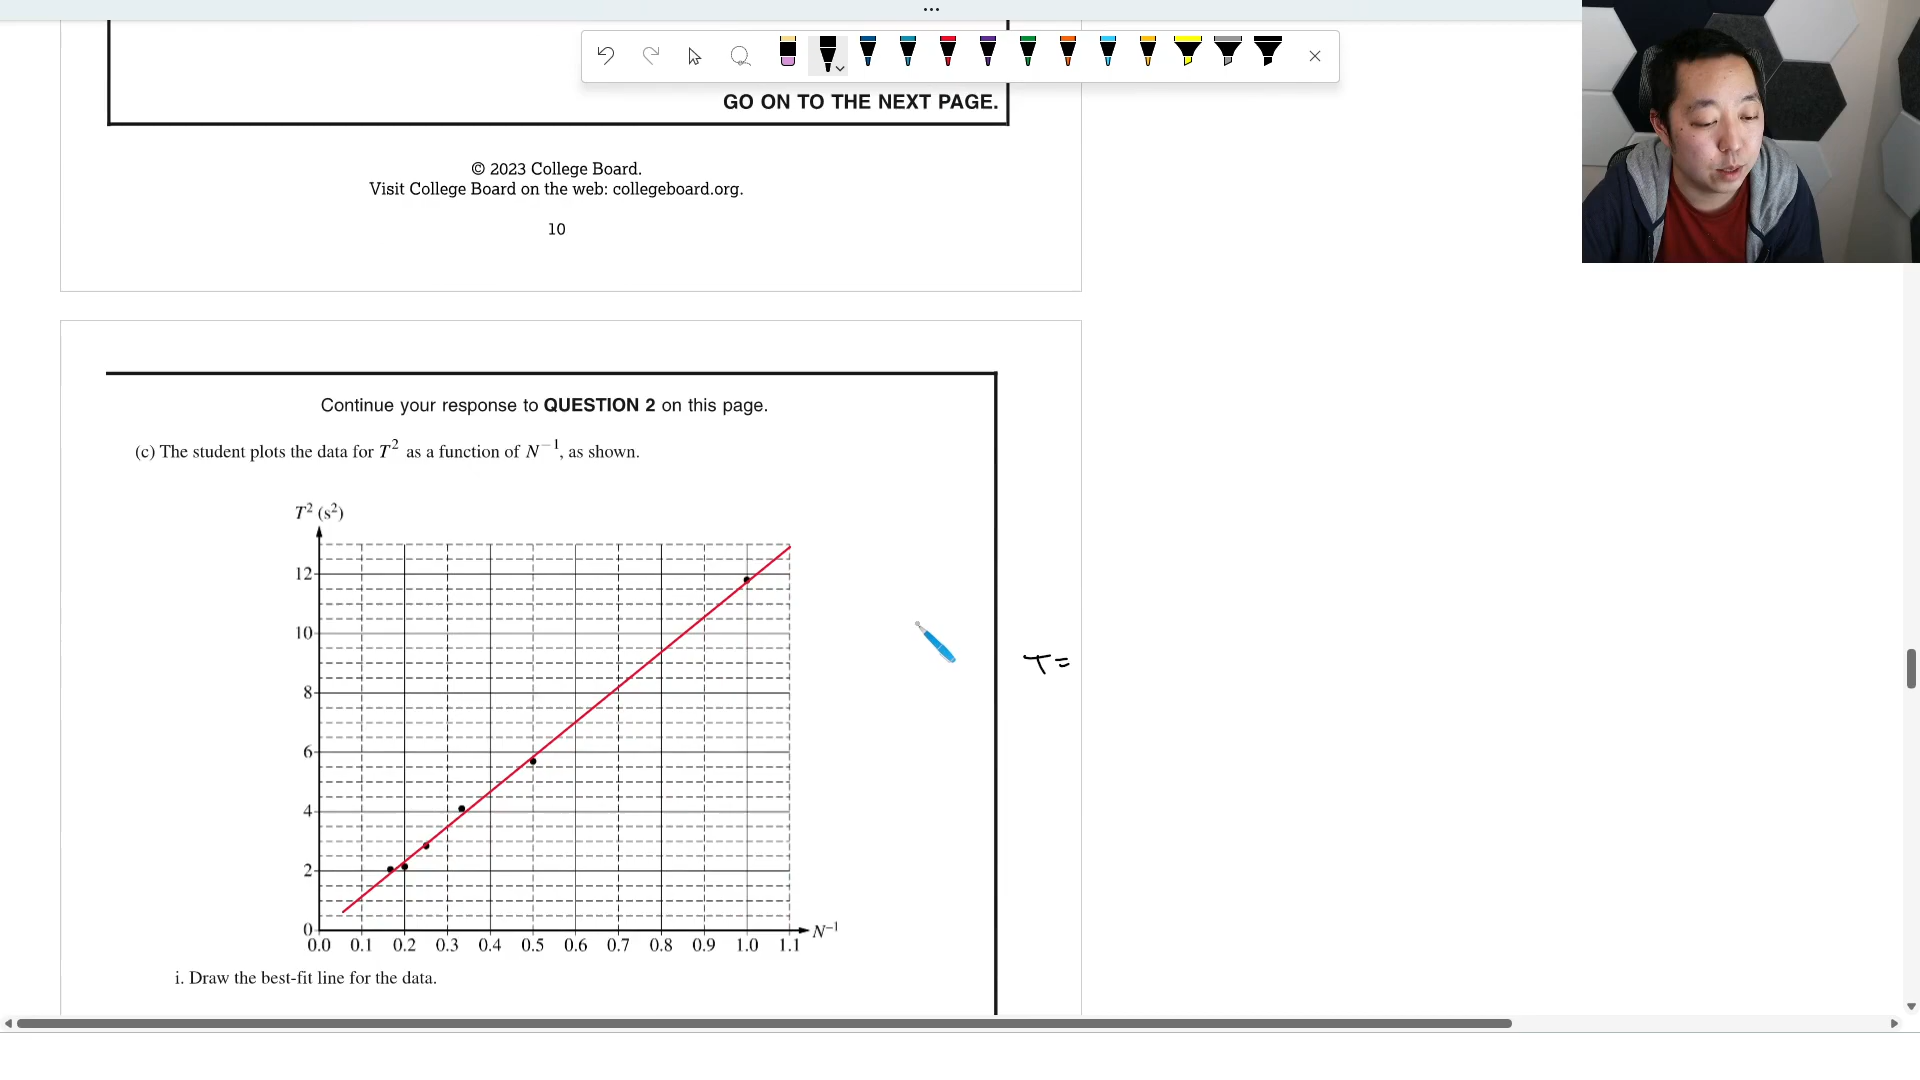 ...
GO ON TO THE NEXT PAGE.
© 2023 College Board.
Visit College Board on the web: collegeboard.org.
10
Continue your response to QUESTION 2 on this page.
(c) The student plots the data for T² as a function of N⁻¹, as shown.
T² (s²)
12
10
8
T =
6
4
2
0
N⁻¹
0.0 0.1 0.2 0.3 0.4 0.5 0.6 0.7 0.8 0.9 1.0 1.1
i. Draw the best-fit line for the data.